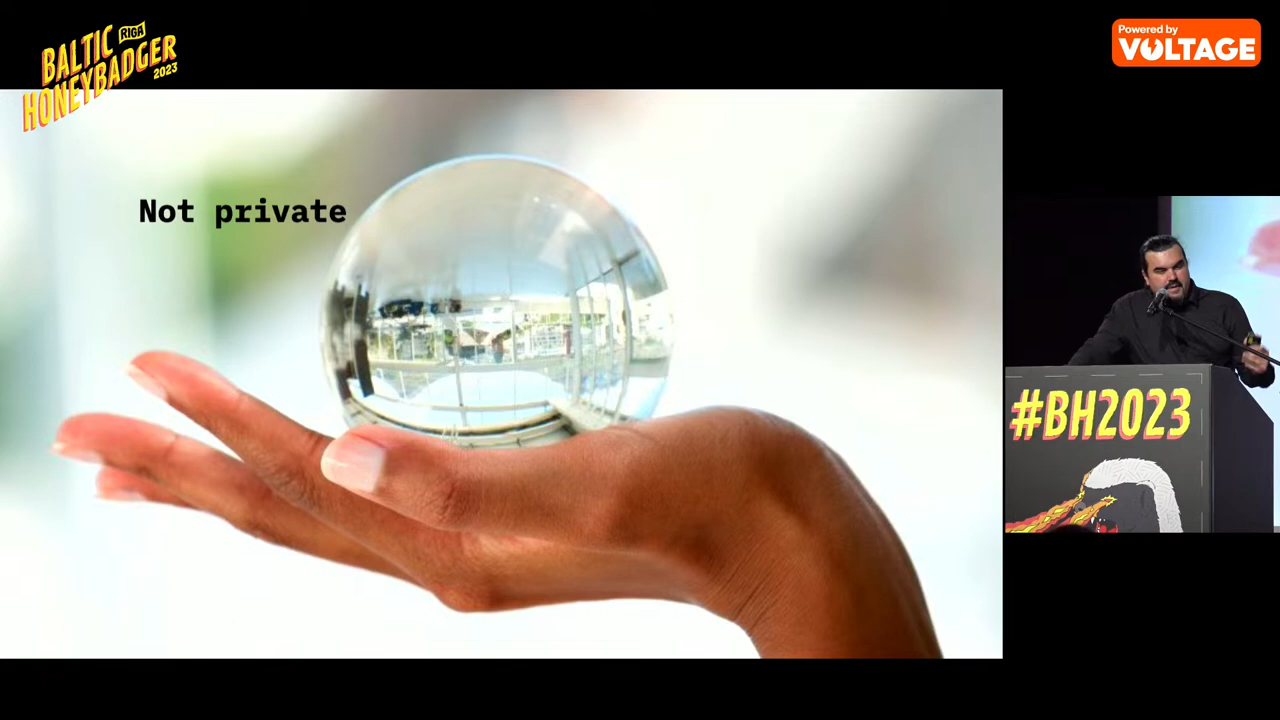 BALTIC
RIGA
HONEYBADGER
2023
Powered by
VOLTAGE
Not private
#BH2023